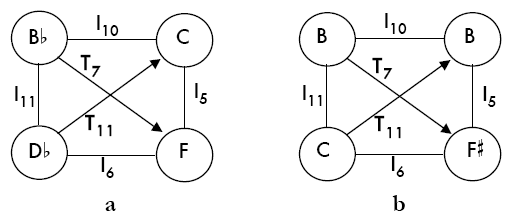 I₁₀ I₁₀
B♭ C B B
T₇ T₇
I₁₁ I₅ I₁₁ I₅
T₁₁ T₁₁
D♭ F C F♯
I₆ I₆
a b